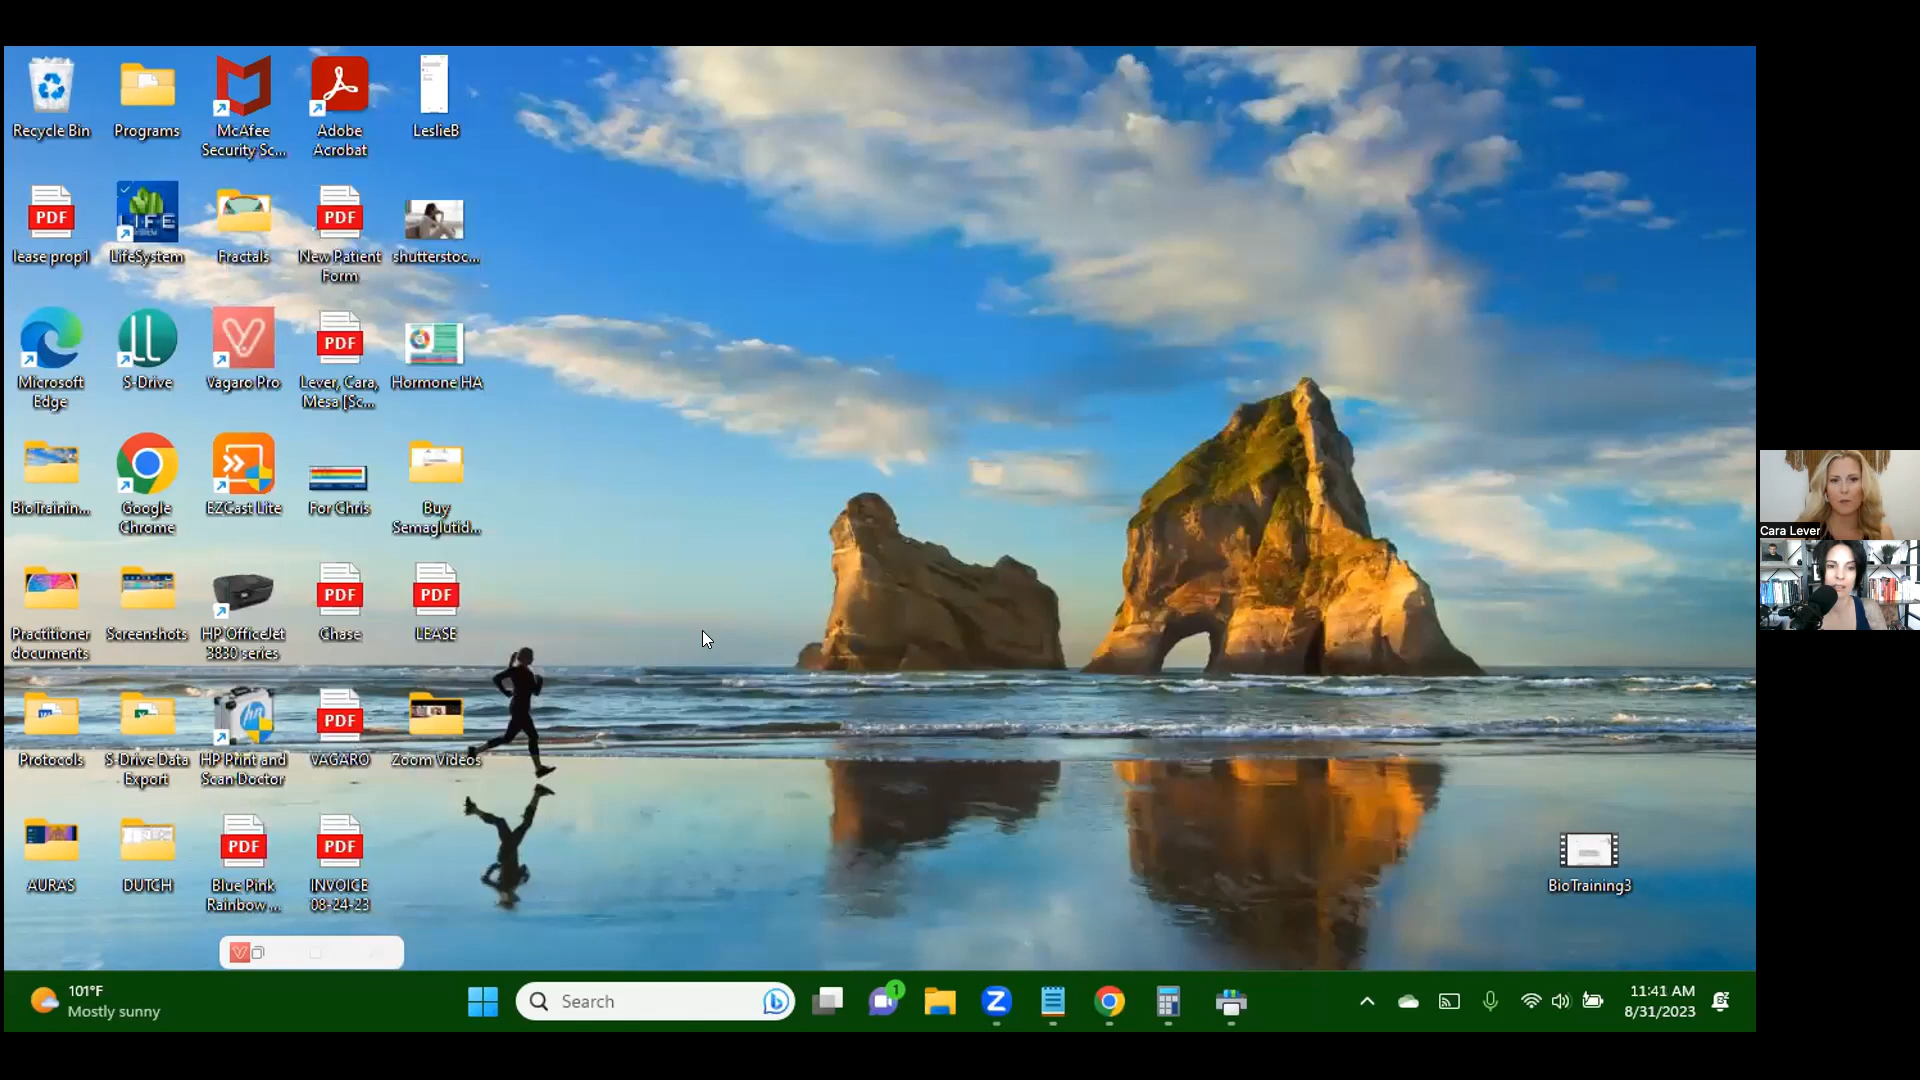 Recycle Bin
Programs
McAfee
Security Sc...
Adobe
Acrobat
LeslieB
PDF
lease prop1
LIFE
LifeSystem
Fractals
PDF
New Patient
Form
shutterstoc...
Microsoft
Edge
S-Drive
Vagaro Pro
PDF
Lever, Cara,
Mesa [Sc...
Hormone HA
BioTrainin...
Google
Chrome
EZCast Lite
For Chris
Buy
Semaglutid...
Practitioner
documents
Screenshots
HP OfficeJet
3830 series
PDF
Chase
PDF
LEASE
Protocols
S-Drive Data
Export
HP Print and
Scan Doctor
PDF
VAGARO
Zoom Videos
AURAS
DUTCH
PDF
Blue Pink
Rainbow ...
PDF
INVOICE
08-24-23
BioTraining3
Cara Lever
101°F
Mostly sunny
Search
1
11:41 AM
8/31/2023